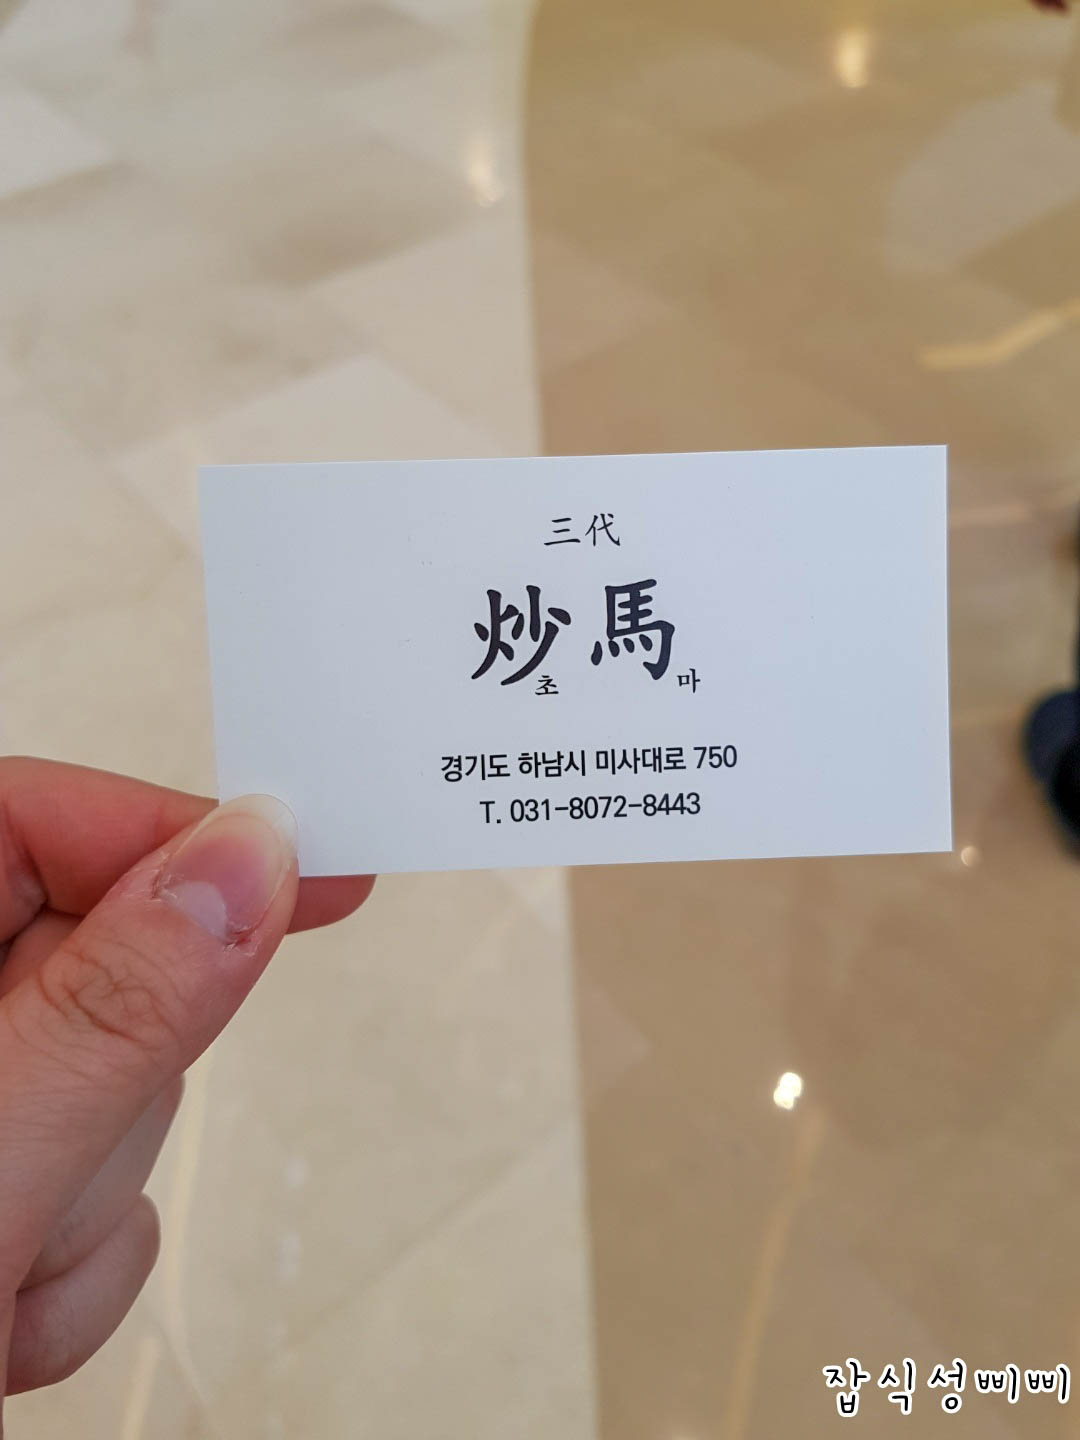 三代
炒馬
초 마
경기도 하남시 미사대로 750
T. 031-8072-8443
잡식성삐삐